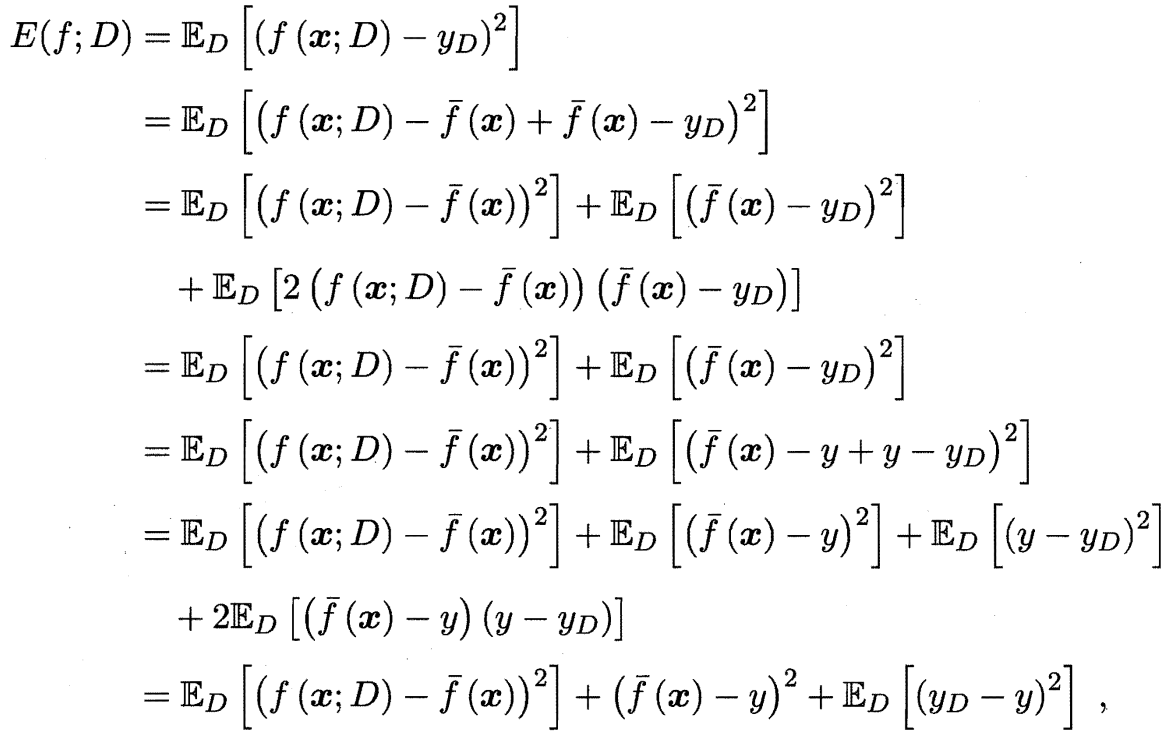 E(f; D) = 𝔼_D [(f(𝒙; D) − y_D)²]
= 𝔼_D [(f(𝒙; D) − f̄(𝒙) + f̄(𝒙) − y_D)²]
= 𝔼_D [(f(𝒙; D) − f̄(𝒙))²] + 𝔼_D [(f̄(𝒙) − y_D)²]
+ 𝔼_D [2(f(𝒙; D) − f̄(𝒙))(f̄(𝒙) − y_D)]
= 𝔼_D [(f(𝒙; D) − f̄(𝒙))²] + 𝔼_D [(f̄(𝒙) − y_D)²]
= 𝔼_D [(f(𝒙; D) − f̄(𝒙))²] + 𝔼_D [(f̄(𝒙) − y + y − y_D)²]
= 𝔼_D [(f(𝒙; D) − f̄(𝒙))²] + 𝔼_D [(f̄(𝒙) − y)²] + 𝔼_D [(y − y_D)²]
+ 2𝔼_D [(f̄(𝒙) − y)(y − y_D)]
= 𝔼_D [(f(𝒙; D) − f̄(𝒙))²] + (f̄(𝒙) − y)² + 𝔼_D [(y_D − y)²] ,